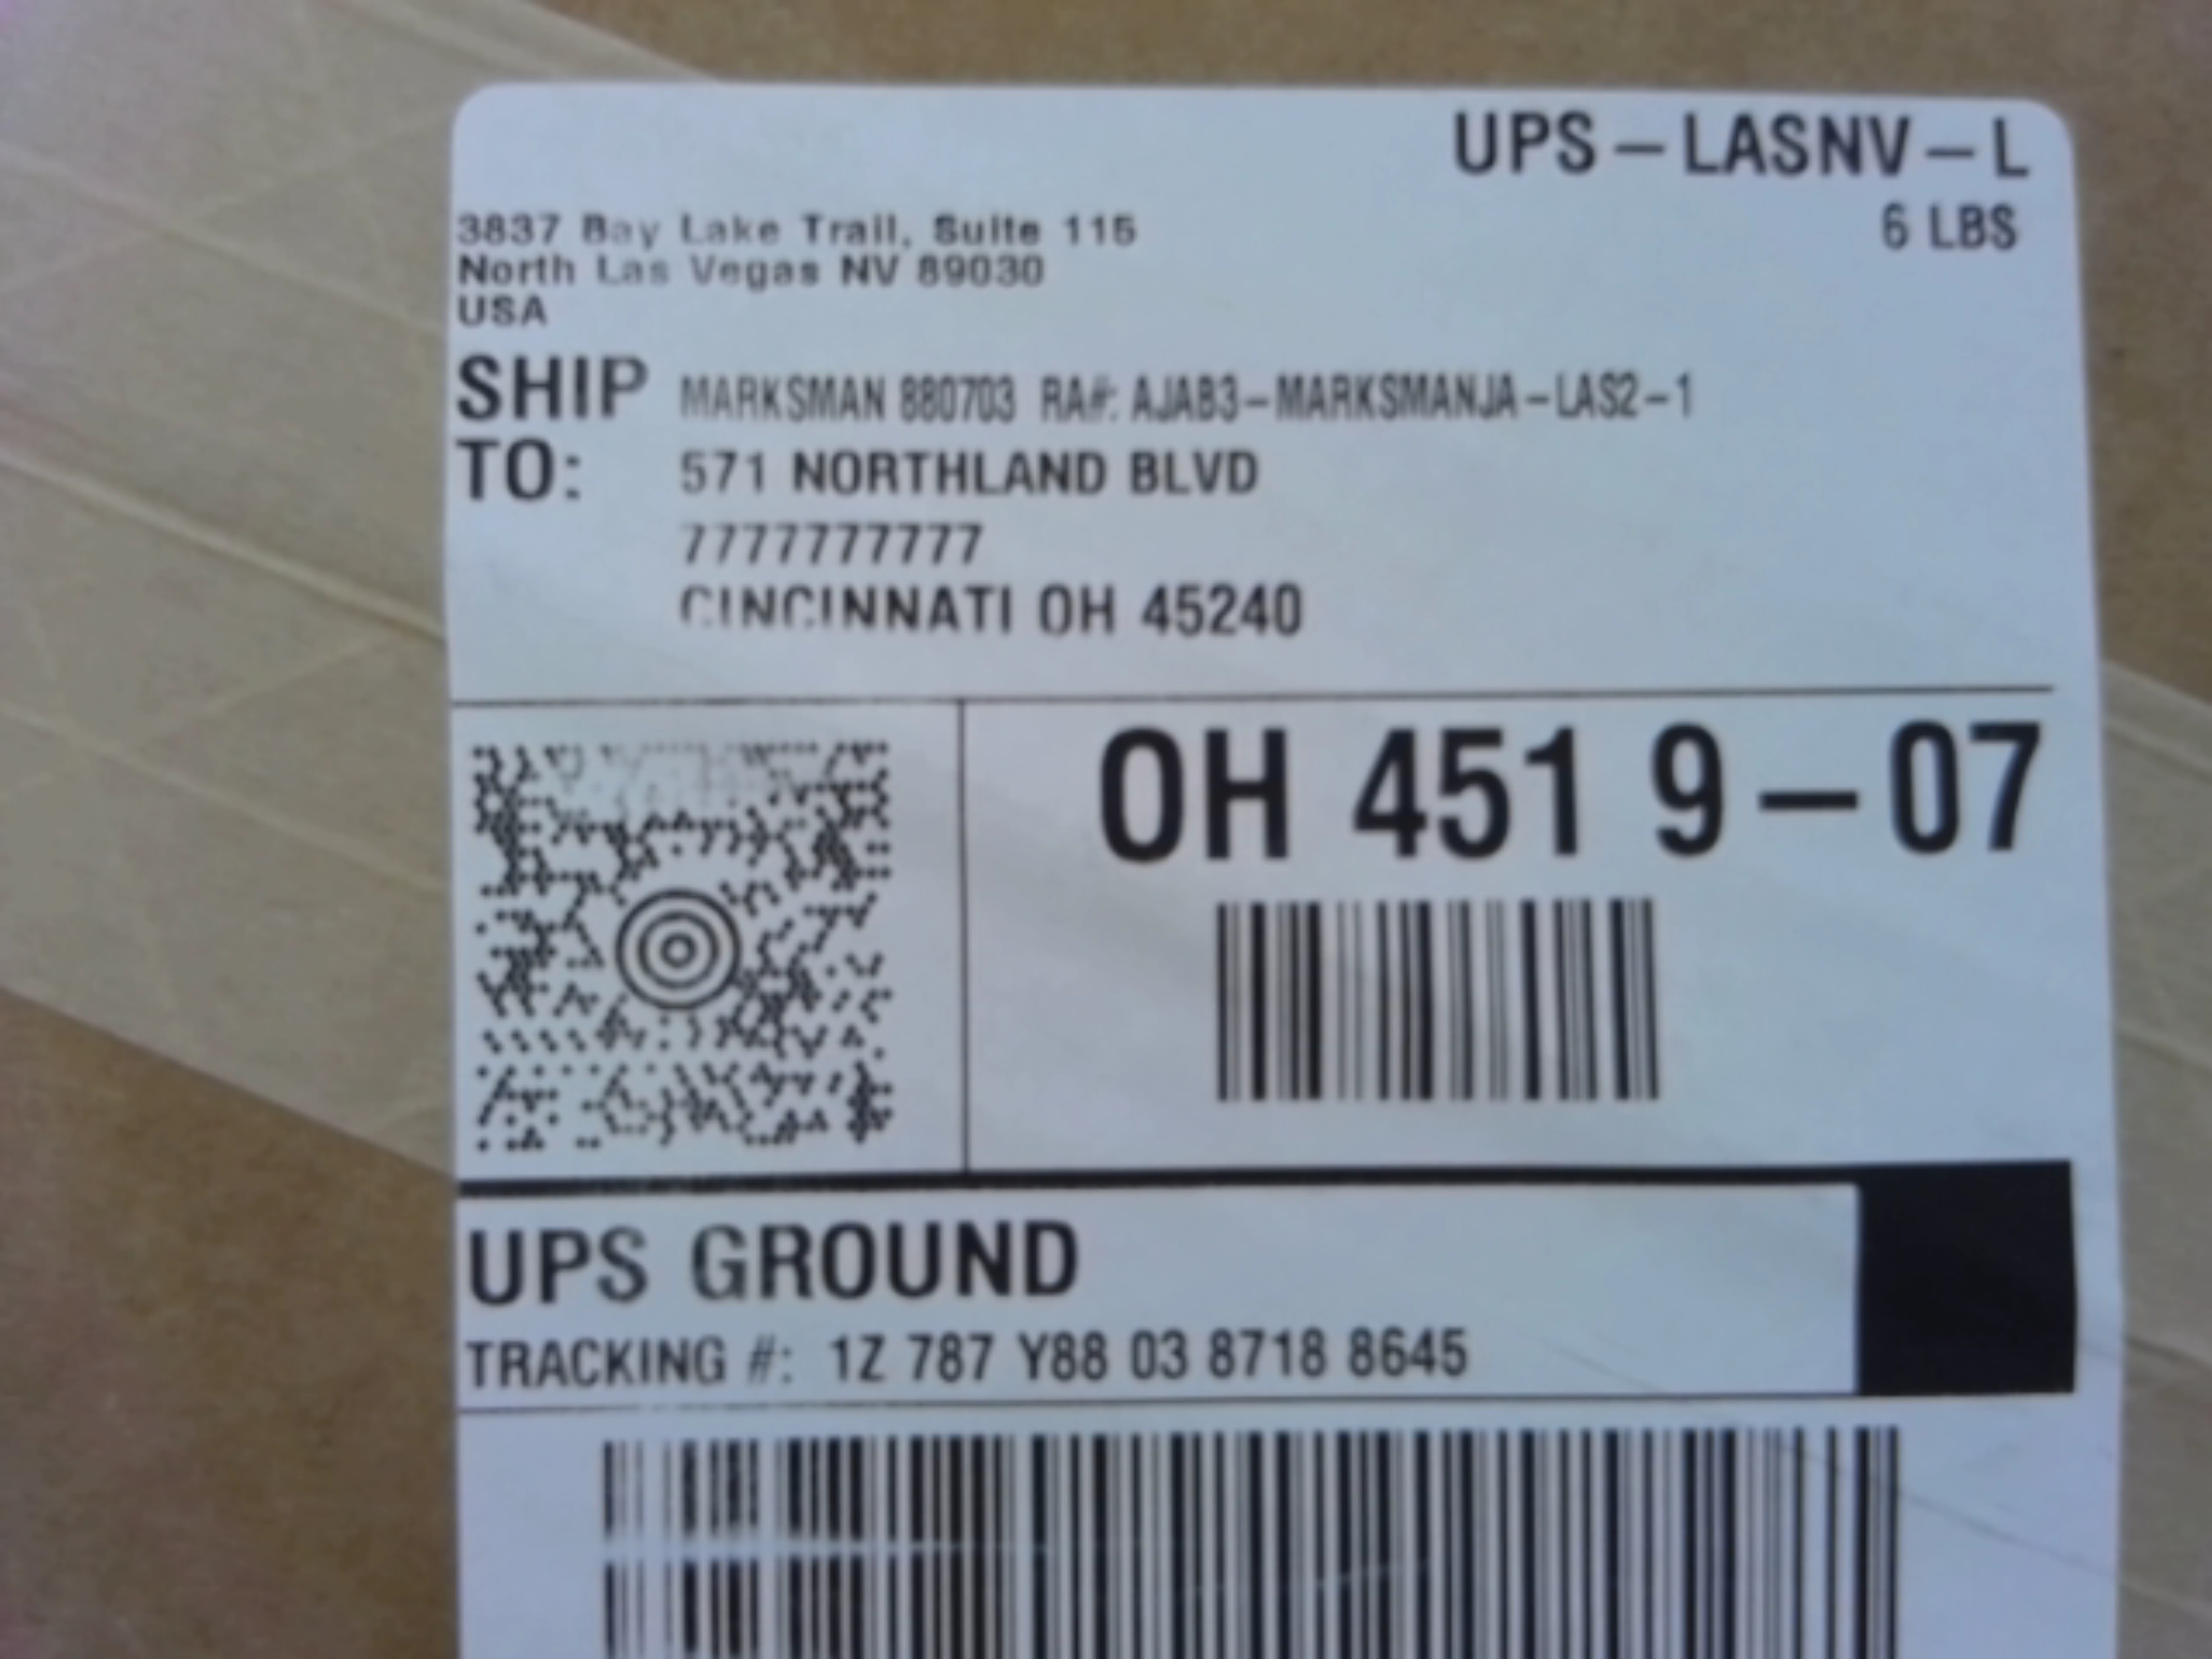 UPS-LASNV-L
6 LBS
3837 Bay Lake Trail, Suite 115
North Las Vegas NV 89030
USA
SHIP TO:
MARKSMAN 880703 RA#: AJAB3-MARKSMANJA-LAS2-1
571 NORTHLAND BLVD
7777777777
CINCINNATI OH 45240
OH 451 9-07
UPS GROUND
TRACKING #: 1Z 787 Y88 03 8718 8645